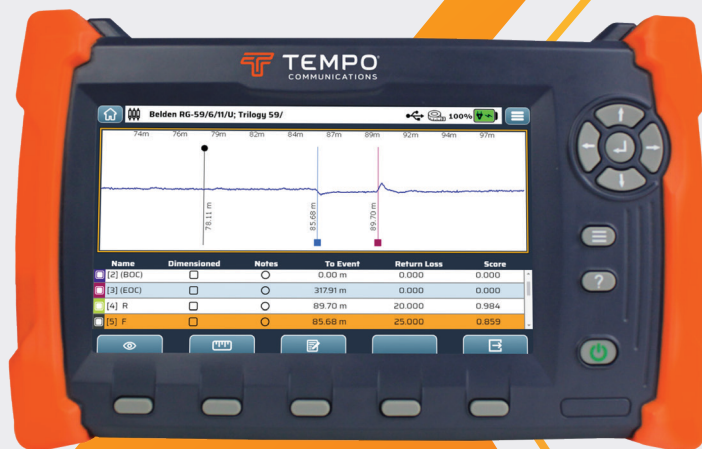 TEMPO
COMMUNICATIONS
Belden RG-59/6/11/U; Trilogy 59/ 100%
74m 76m 79m 82m 84m 87m 89m 92m 94m 97m
78.11 m
85.68 m
89.70 m
Name Dimensioned Notes To Event Return Loss Score
[2] (BOC) 0.00 m 0.000 0.000
[3] (EOC) 317.91 m 0.000 0.000
[4] R 89.70 m 20.000 0.984
[5] F 85.68 m 25.000 0.859
?